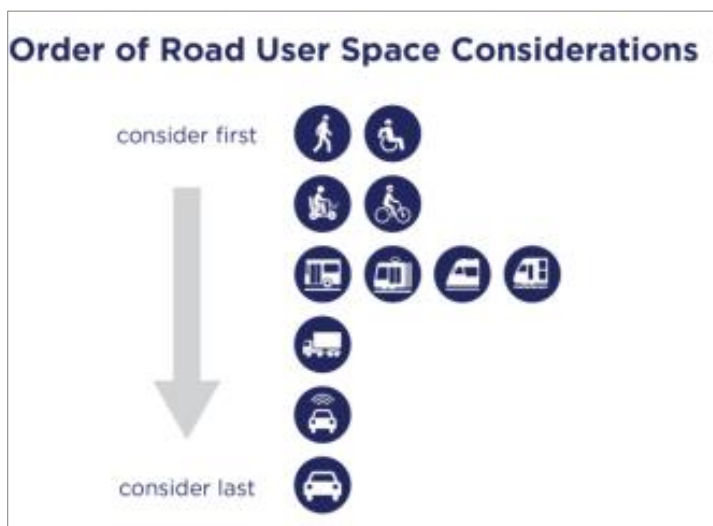 Order of Road User Space Considerations
consider first
consider last